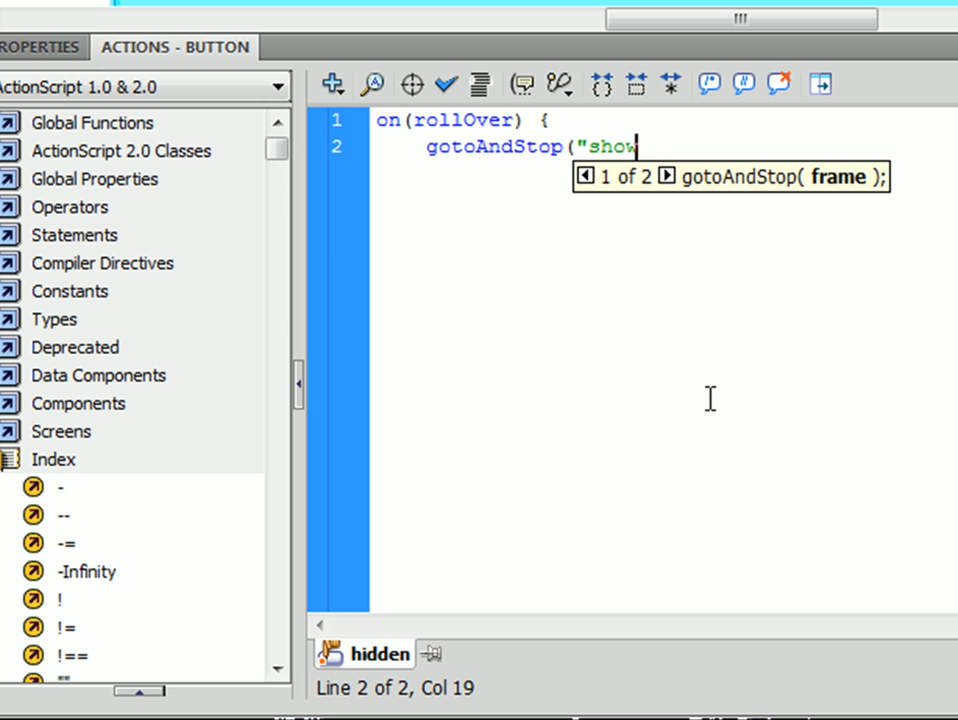 ROPERTIES ACTIONS - BUTTON
ActionScript 1.0 & 2.0
Global Functions
ActionScript 2.0 Classes
Global Properties
Operators
Statements
Compiler Directives
Constants
Types
Deprecated
Data Components
Components
Screens
Index
-
--
-=
-Infinity
!
!=
!==
""
1 on(rollOver) {
2 gotoAndStop("show
1 of 2 gotoAndStop( frame );
hidden
Line 2 of 2, Col 19